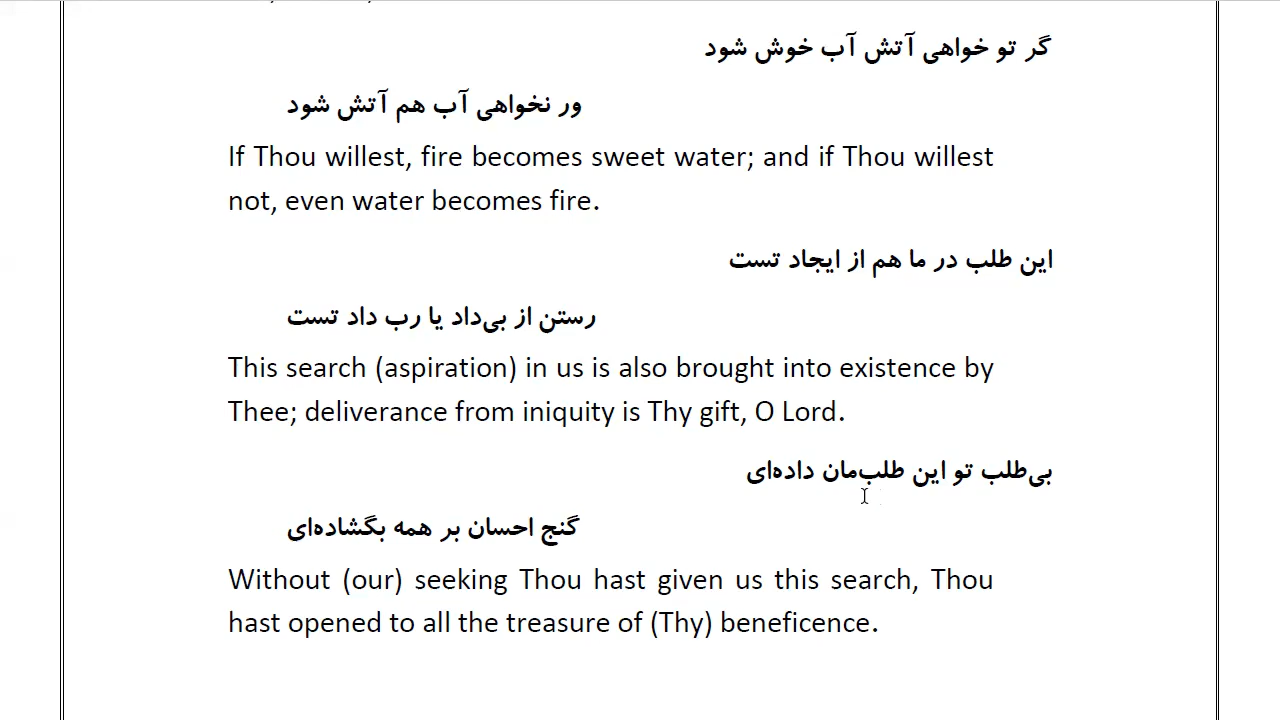 گر تو خواهی آتش آب خوش شود
ور نخواهی آب هم آتش شود
If Thou willest, fire becomes sweet water; and if Thou willest
not, even water becomes fire.
این طلب در ما هم از ایجاد تست
رستن از بی‌داد یا رب داد تست
This search (aspiration) in us is also brought into existence by
Thee; deliverance from iniquity is Thy gift, O Lord.
بی‌طلب تو این طلب‌مان داده‌ای
گنج احسان بر همه بگشاده‌ای
Without (our) seeking Thou hast given us this search, Thou
hast opened to all the treasure of (Thy) beneficence.